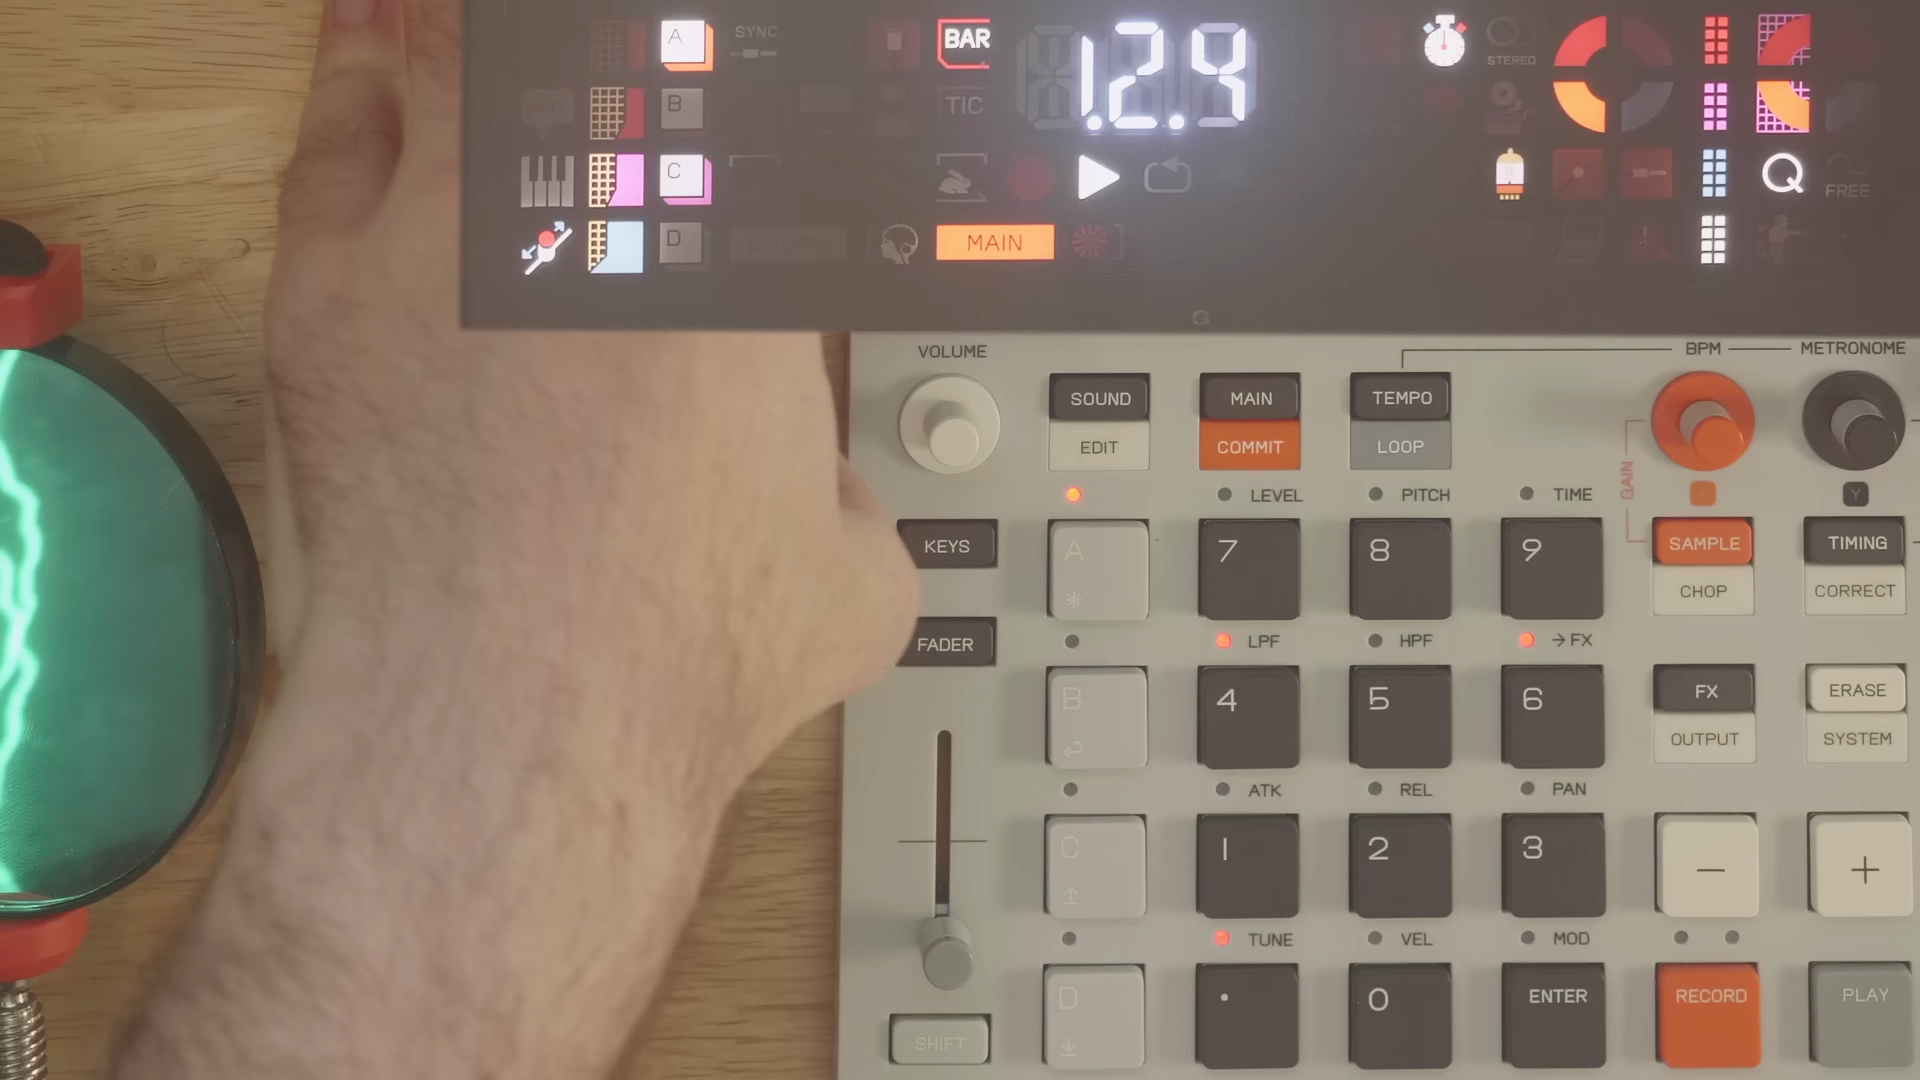 A SYNC BAR 12.4 STEREO
B TIC
C Q FREE
D MAIN
VOLUME BPM METRONOME
SOUND MAIN TEMPO
EDIT COMMIT LOOP
GAIN
LEVEL PITCH TIME
Y
KEYS A 7 8 9 SAMPLE TIMING
CHOP CORRECT
FADER LPF HPF → FX
B 4 5 6 FX ERASE
OUTPUT SYSTEM
ATK REL PAN
C 1 2 3 − +
TUNE VEL MOD
D . 0 ENTER RECORD PLAY
SHIFT